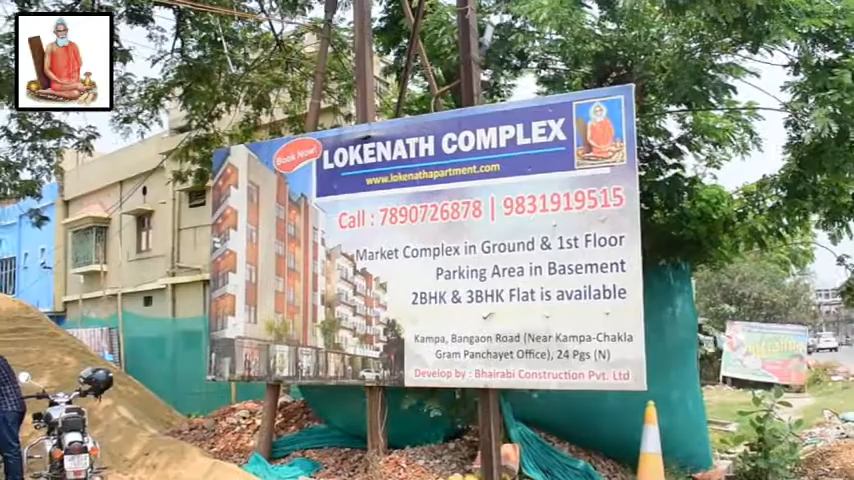 Book Now!
LOKENATH COMPLEX
www.LOKENATHapartment.com
Call : 7890726878 | 9831915155
Market Complex in Ground & 1st Floor
Parking Area in Basement
2BHK & 3BHK Flat is available
Kampa, Bangaon Road (Near Kampa Chakla
Gram Panchayet Office), 24 Pgs (N)
Develop by : BHAIRAB CONSTRUCTION Pvt. Ltd.